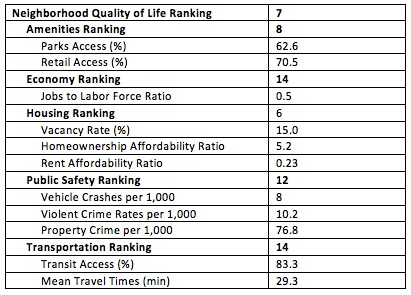 Neighborhood Quality of Life Ranking 7
Amenities Ranking 8
Parks Access (%) 62.6
Retail Access (%) 70.5
Economy Ranking 14
Jobs to Labor Force Ratio 0.5
Housing Ranking 6
Vacancy Rate (%) 15.0
Homeownership Affordability Ratio 5.2
Rent Affordability Ratio 0.23
Public Safety Ranking 12
Vehicle Crashes per 1,000 8
Violent Crime Rates per 1,000 10.2
Property Crime per 1,000 76.8
Transportation Ranking 14
Transit Access (%) 83.3
Mean Travel Times (min) 29.3